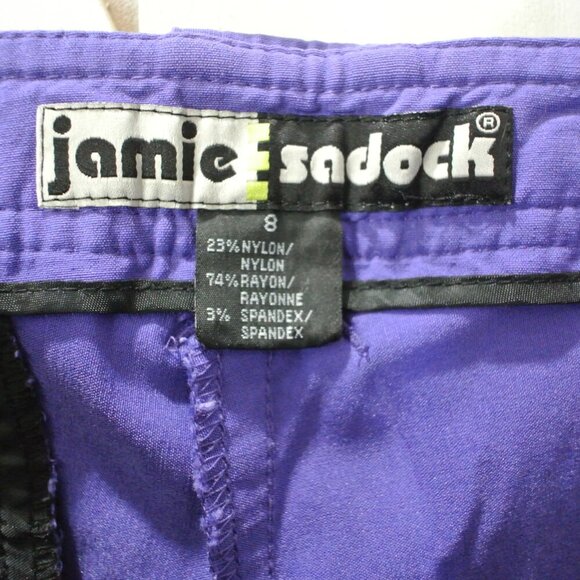 jamie sadock®
8
23% NYLON/
NYLON
74% RAYON/
RAYONNE
3% SPANDEX/
SPANDEX